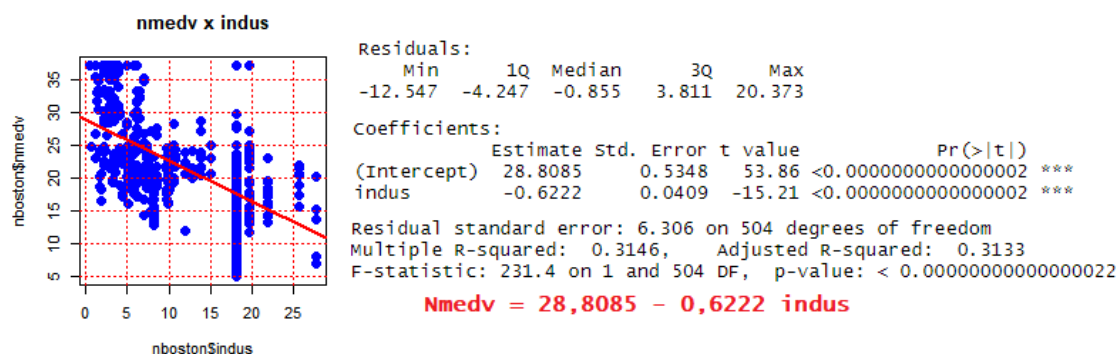 nmedv x indus
nboston$nmedv
35
30
25
20
15
10
5
0 5 10 15 20 25
nboston$indus
Residuals:
Min 1Q Median 3Q Max
-12.547 -4.247 -0.855 3.811 20.373
Coefficients:
Estimate Std. Error t value Pr(>|t|)
(Intercept) 28.8085 0.5348 53.86 <0.0000000000000002 ***
indus -0.6222 0.0409 -15.21 <0.0000000000000002 ***
Residual standard error: 6.306 on 504 degrees of freedom
Multiple R-squared: 0.3146, Adjusted R-squared: 0.3133
F-statistic: 231.4 on 1 and 504 DF, p-value: < 0.00000000000000022
Nmedv = 28,8085 – 0,6222 indus